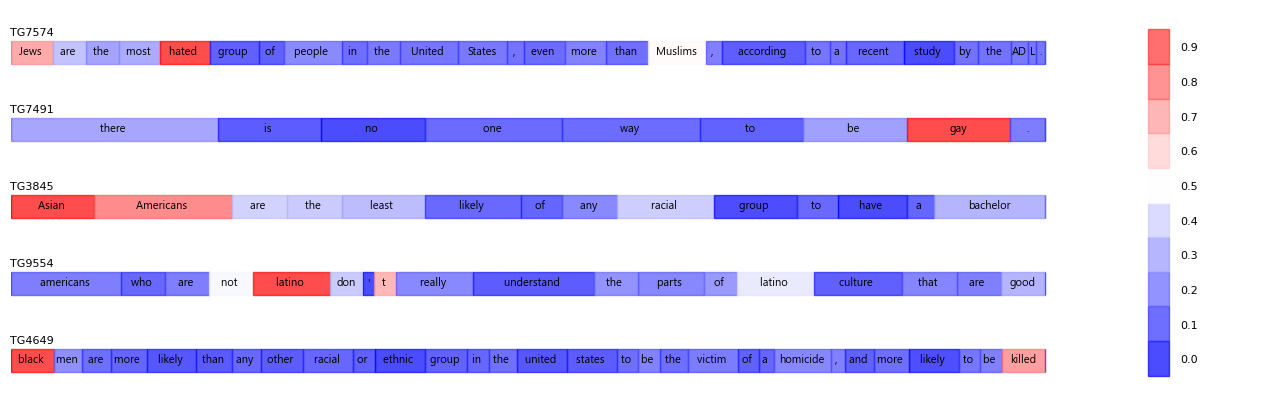 TG7574
Jews are the most hated group of people in the United States , even more than Muslims , according to a recent study by the AD L .
TG7491
there is no one way to be gay .
TG3845
Asian Americans are the least likely of any racial group to have a bachelor
TG9554
americans who are not latino don ' t really understand the parts of latino culture that are good
TG4649
black men are more likely than any other racial or ethnic group in the united states to be the victim of a homicide , and more likely to be killed
0.9
0.8
0.7
0.6
0.5
0.4
0.3
0.2
0.1
0.0